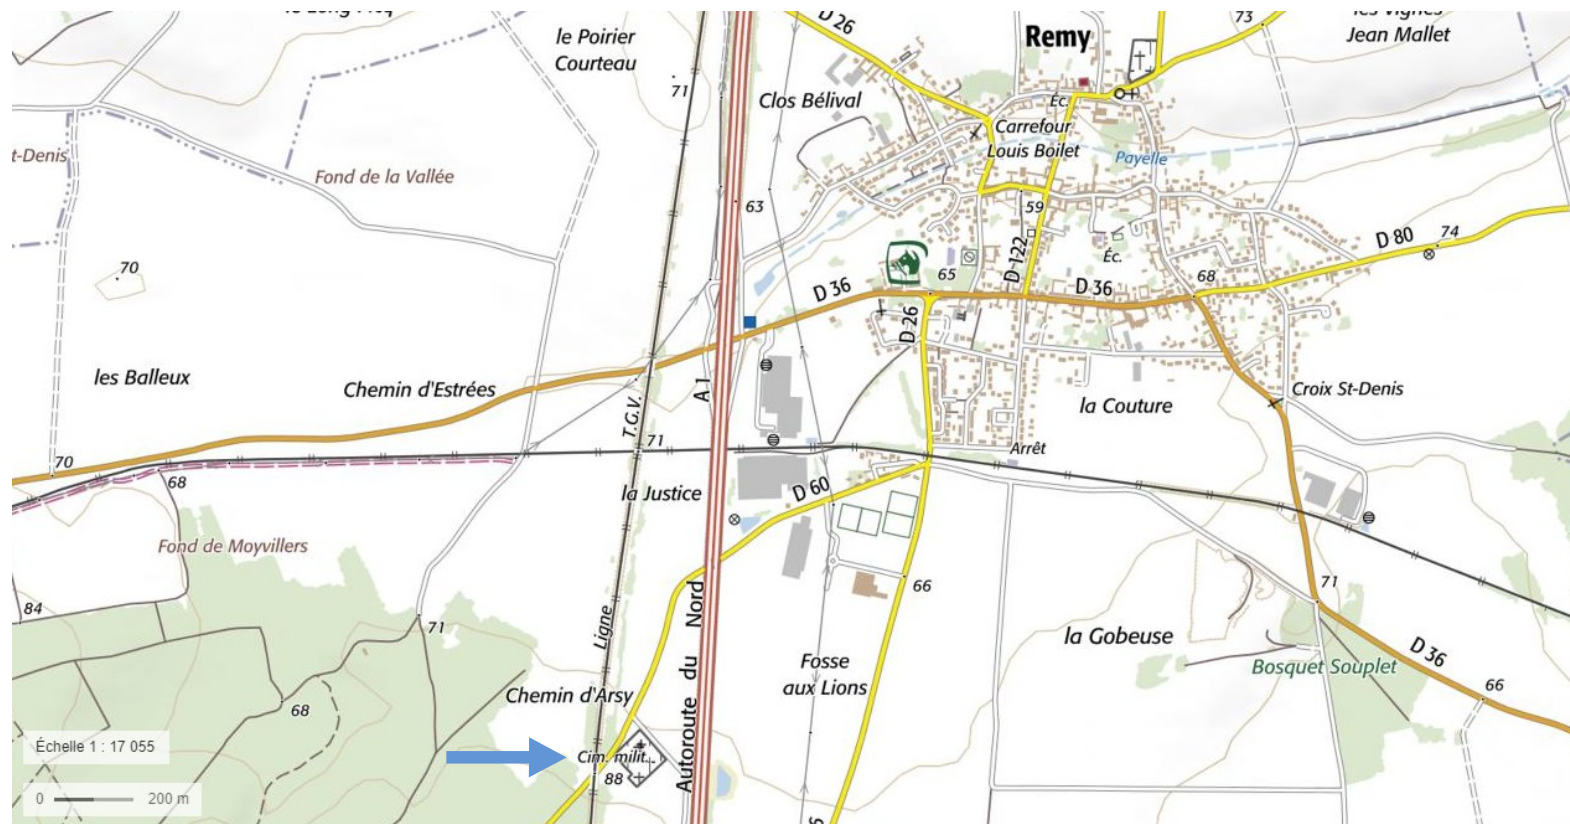 D 26
73
Jean Mallet
Remy
le Poirier
Courteau
71
Clos Bélival
Éc.
Carrefour
Louis Boilet
Payelle
t-Denis
Fond de la Vallée
63
59
D 122
Éc.
D 80
74
70
65
68
D 36
D 36
D 26
les Balleux
Chemin d'Estrées
A 1
T.G.V.
Croix St-Denis
la Couture
71
Arrêt
70
68
la Justice
D 60
Fond de Moyvillers
66
71
84
71
Ligne
Autoroute du Nord
la Gobeuse
D 36
Fosse
aux Lions
Bosquet Souplet
66
Chemin d'Arsy
68
Échelle 1 : 17 055
Cim. milit.
88
0 200 m